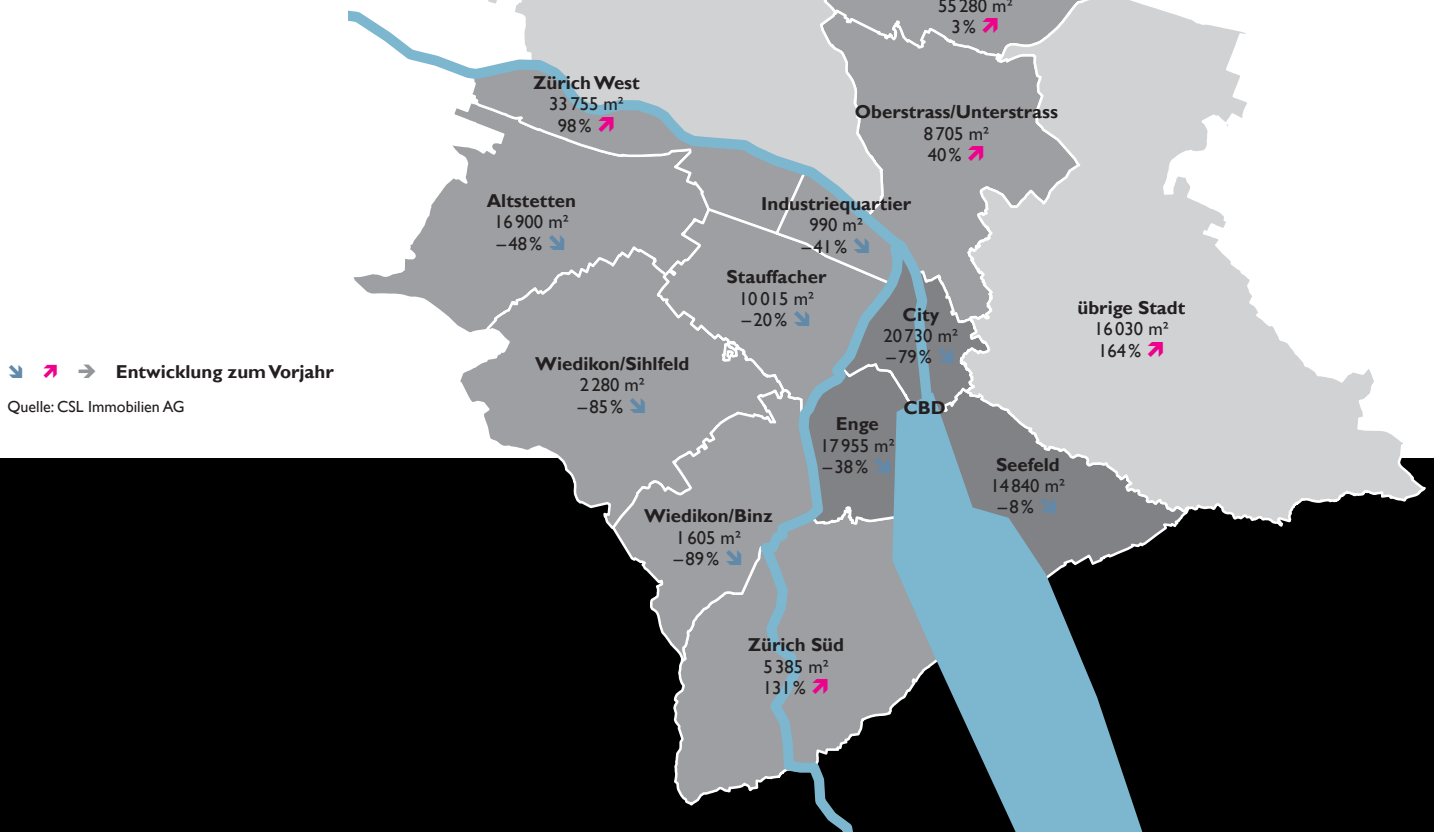 55 280 m²
3%
Zürich West
33 755 m²
98%
Oberstrass/Unterstrass
8 705 m²
40%
Altstetten
16 900 m²
–48%
Industriequartier
990 m²
–41%
Stauffacher
10 015 m²
–20%
City
20 730 m²
–79%
übrige Stadt
16 030 m²
164%
Wiedikon/Sihlfeld
2 280 m²
–85%
Entwicklung zum Vorjahr
Quelle: CSL Immobilien AG
CBD
Enge
17 955 m²
–38%
Seefeld
14 840 m²
–8%
Wiedikon/Binz
1 605 m²
–89%
Zürich Süd
5 385 m²
131%